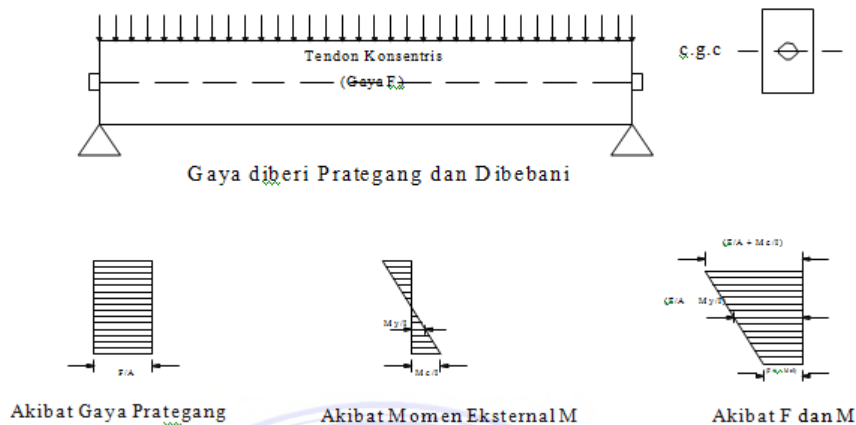 Tendon Konsentris
(Gaya F)
c.g.c
Gaya diberi Prategang dan Dibebani
(F/A + Mc/I)
(F/A My/I)
My/I
F/A
Mc/I
Akibat Gaya Prategang
Akibat Momen Eksternal M
Akibat F dan M